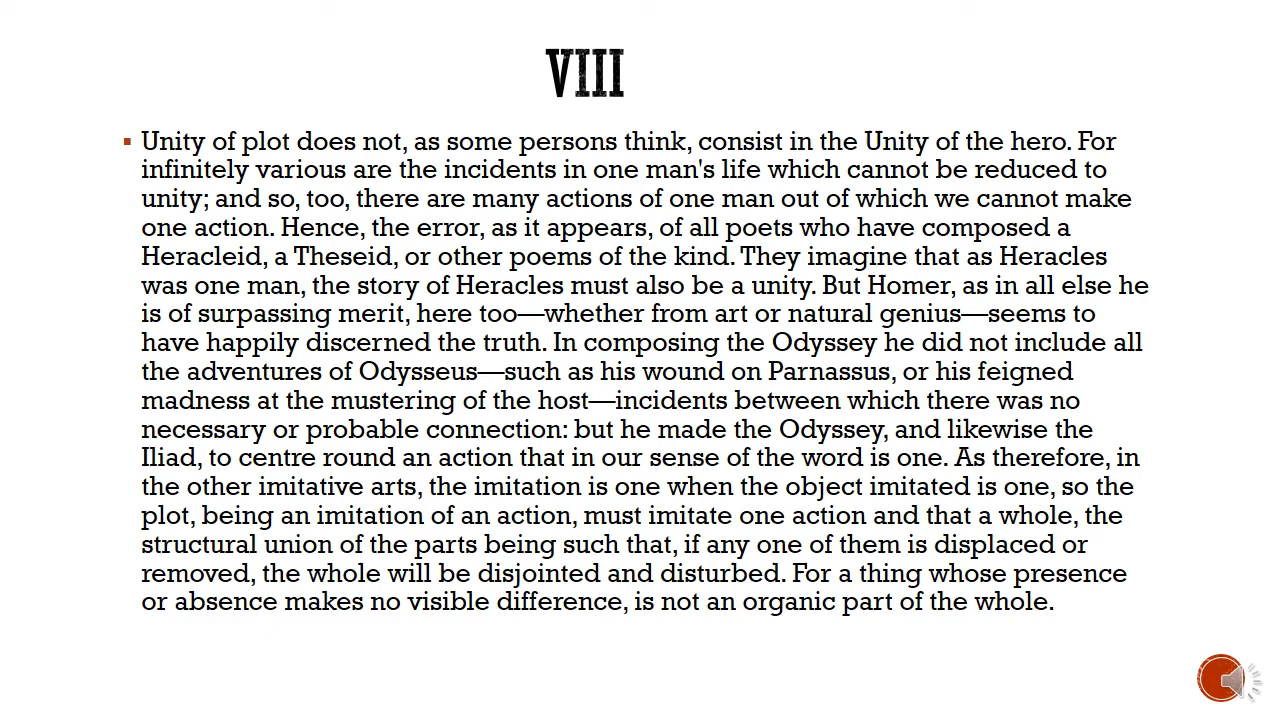 VIII
Unity of plot does not, as some persons think, consist in the Unity of the hero. For
infinitely various are the incidents in one man's life which cannot be reduced to
unity; and so, too, there are many actions of one man out of which we cannot make
one action. Hence, the error, as it appears, of all poets who have composed a
Heracleid, a Theseid, or other poems of the kind. They imagine that as Heracles
was one man, the story of Heracles must also be a unity. But Homer, as in all else he
is of surpassing merit, here too—whether from art or natural genius—seems to
have happily discerned the truth. In composing the Odyssey he did not include all
the adventures of Odysseus—such as his wound on Parnassus, or his feigned
madness at the mustering of the host—incidents between which there was no
necessary or probable connection: but he made the Odyssey, and likewise the
Iliad, to centre round an action that in our sense of the word is one. As therefore, in
the other imitative arts, the imitation is one when the object imitated is one, so the
plot, being an imitation of an action, must imitate one action and that a whole, the
structural union of the parts being such that, if any one of them is displaced or
removed, the whole will be disjointed and disturbed. For a thing whose presence
or absence makes no visible difference, is not an organic part of the whole.